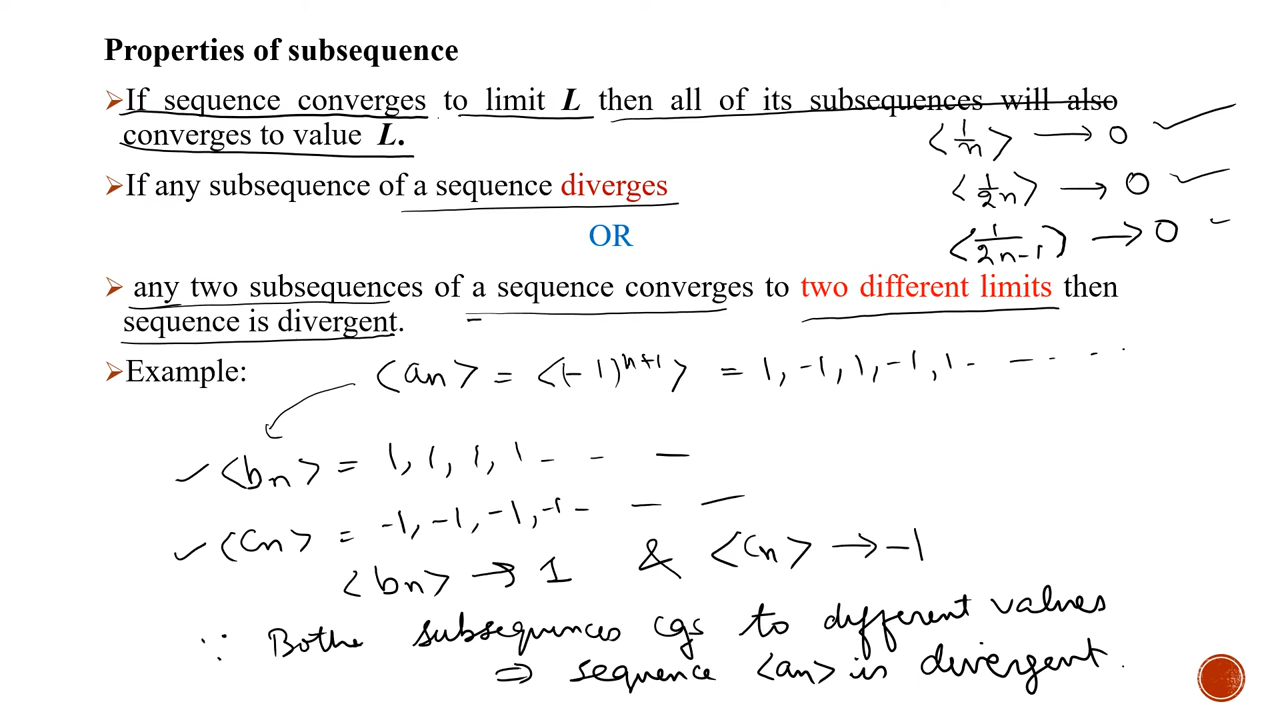 Properties of subsequence
➤If sequence converges to limit L then all of its subsequences will also
converges to value L.
<1/n> → 0 ✓
➤If any subsequence of a sequence diverges
<1/2n> → 0 ✓
OR
<1/2n-1> → 0 ✓
➤ any two subsequences of a sequence converges to two different limits then
sequence is divergent.
➤Example: <an> = <(-1)^n+1> = 1, -1, 1, -1, 1 - - - - -
✓ <bn> = 1, 1, 1, 1 - - -
✓ <Cn> = -1, -1, -1, -1 - - -
<bn> → 1 & <Cn> → -1
∵ Bothe subsequences cgs to different values
⇒ sequence <an> is divergent.